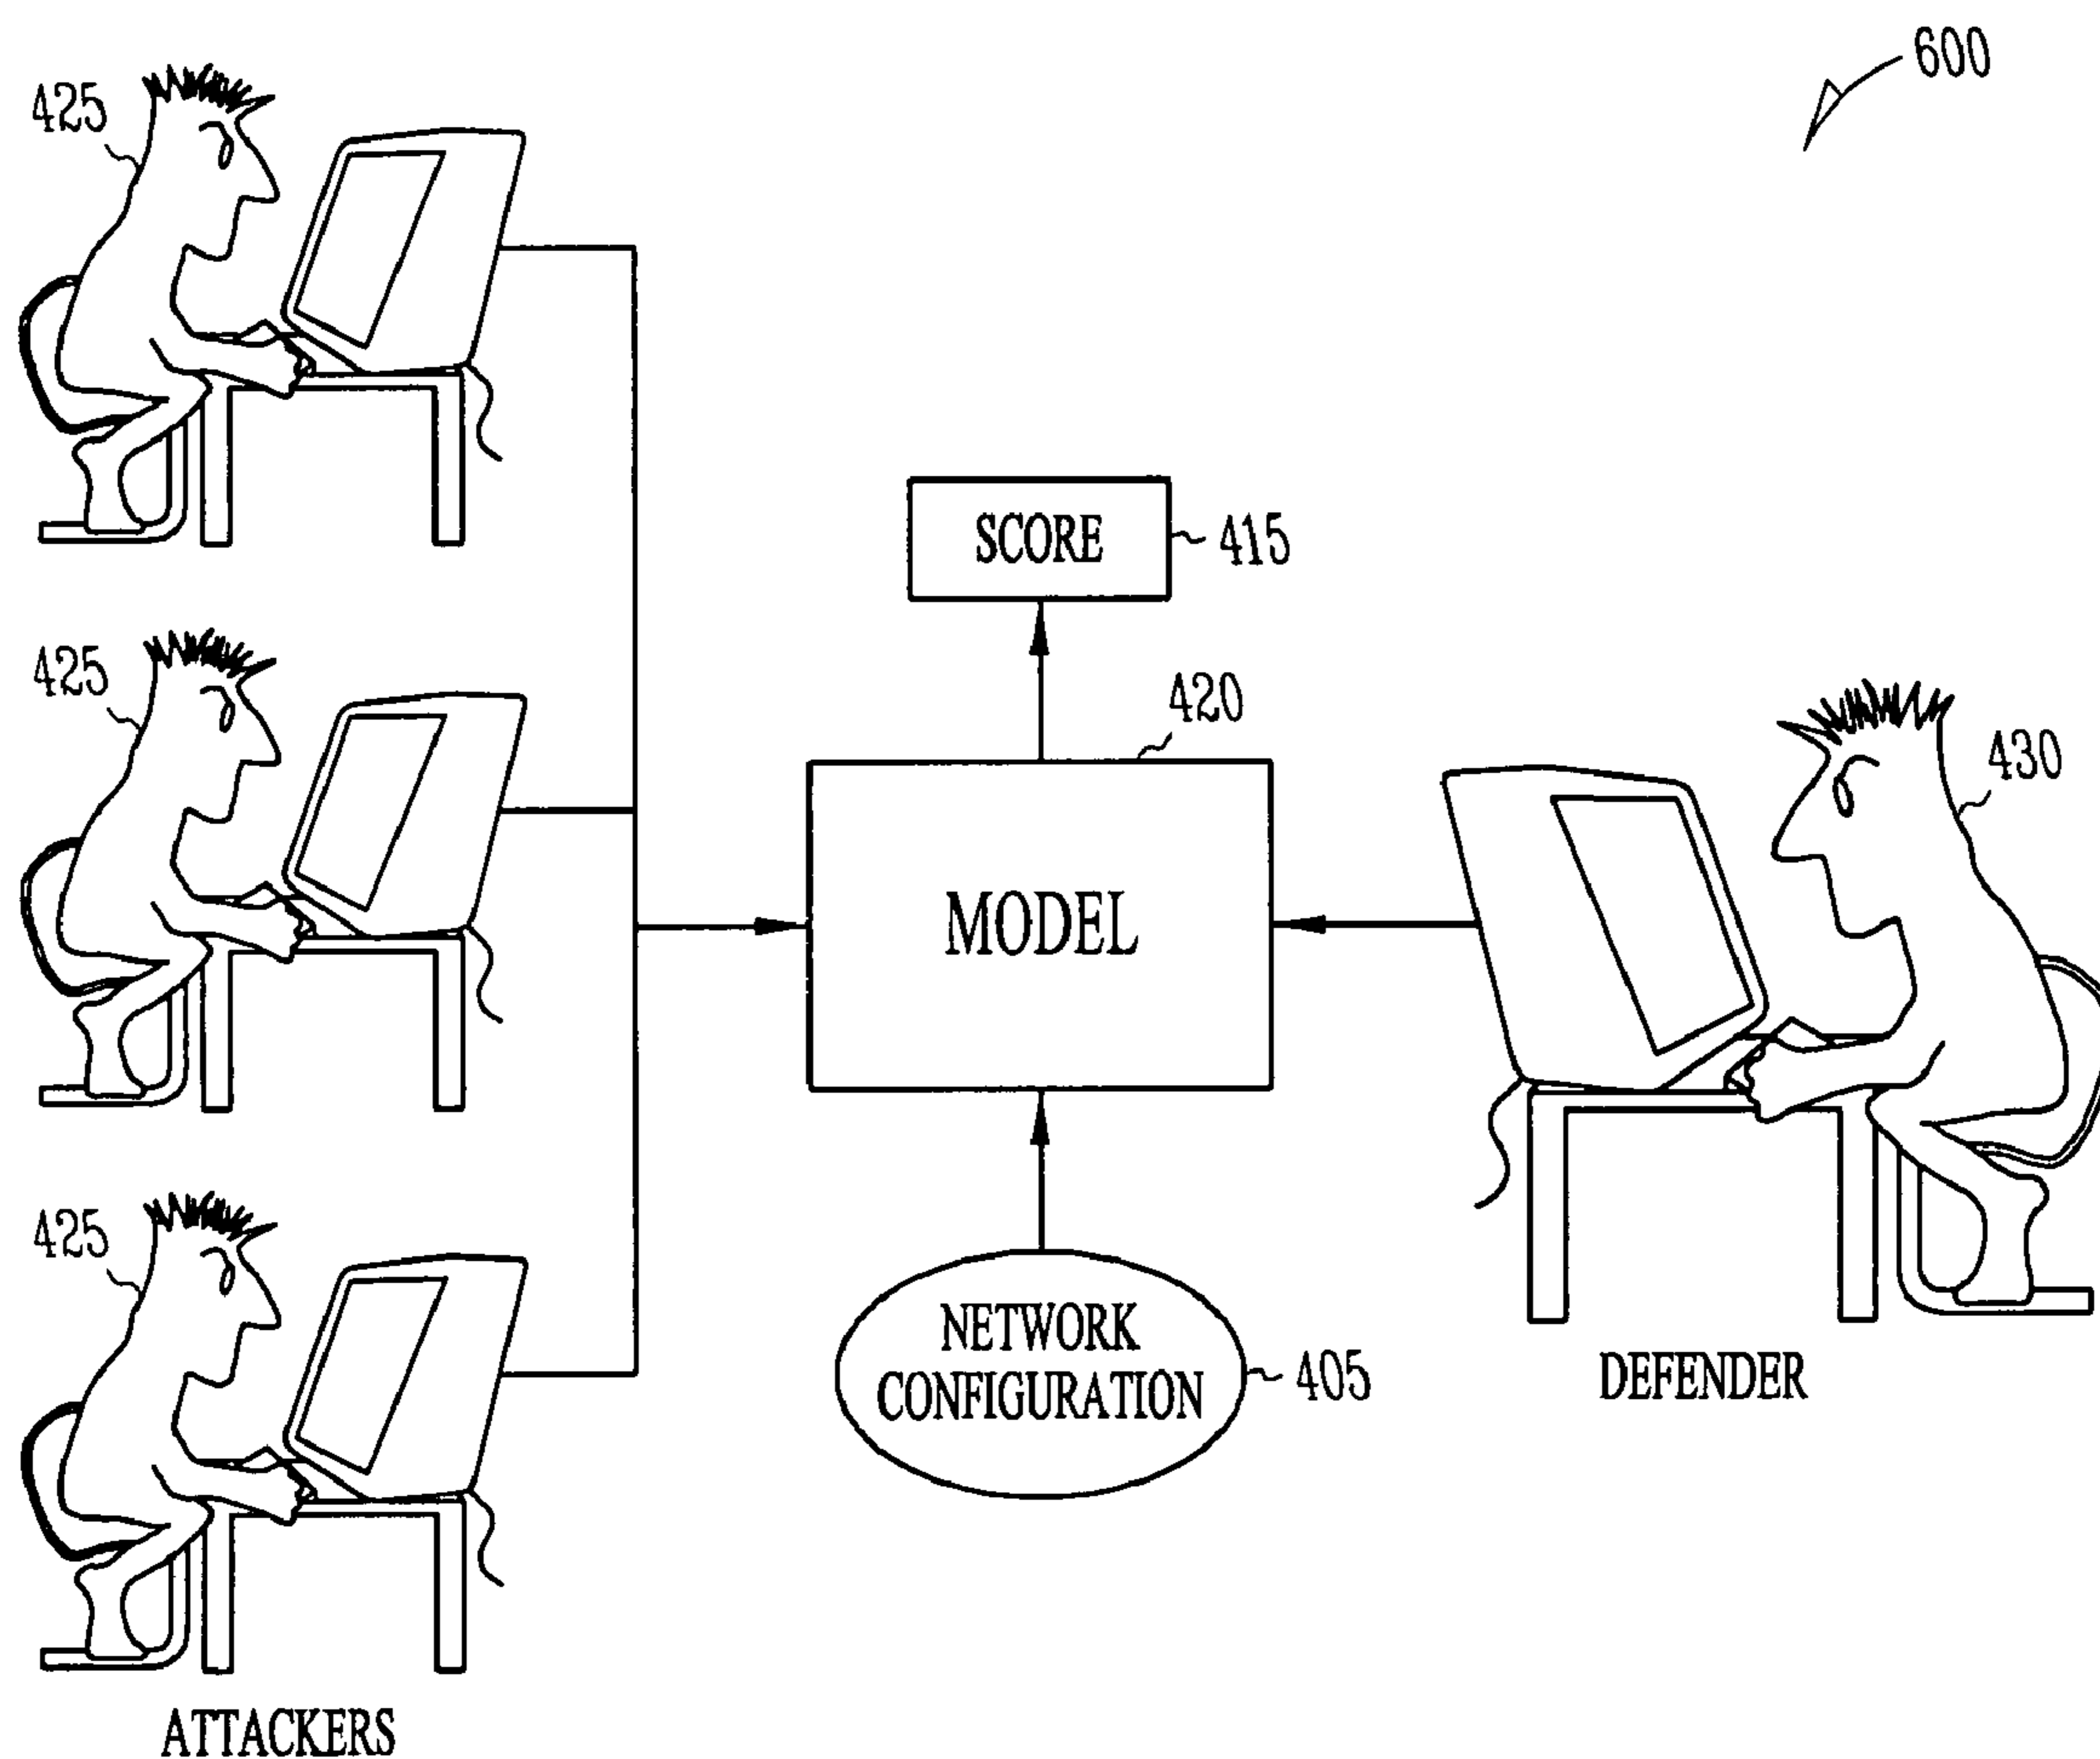 600
425
SCORE
415
425
420
430
MODEL
425
NETWORK
CONFIGURATION
405
DEFENDER
ATTACKERS